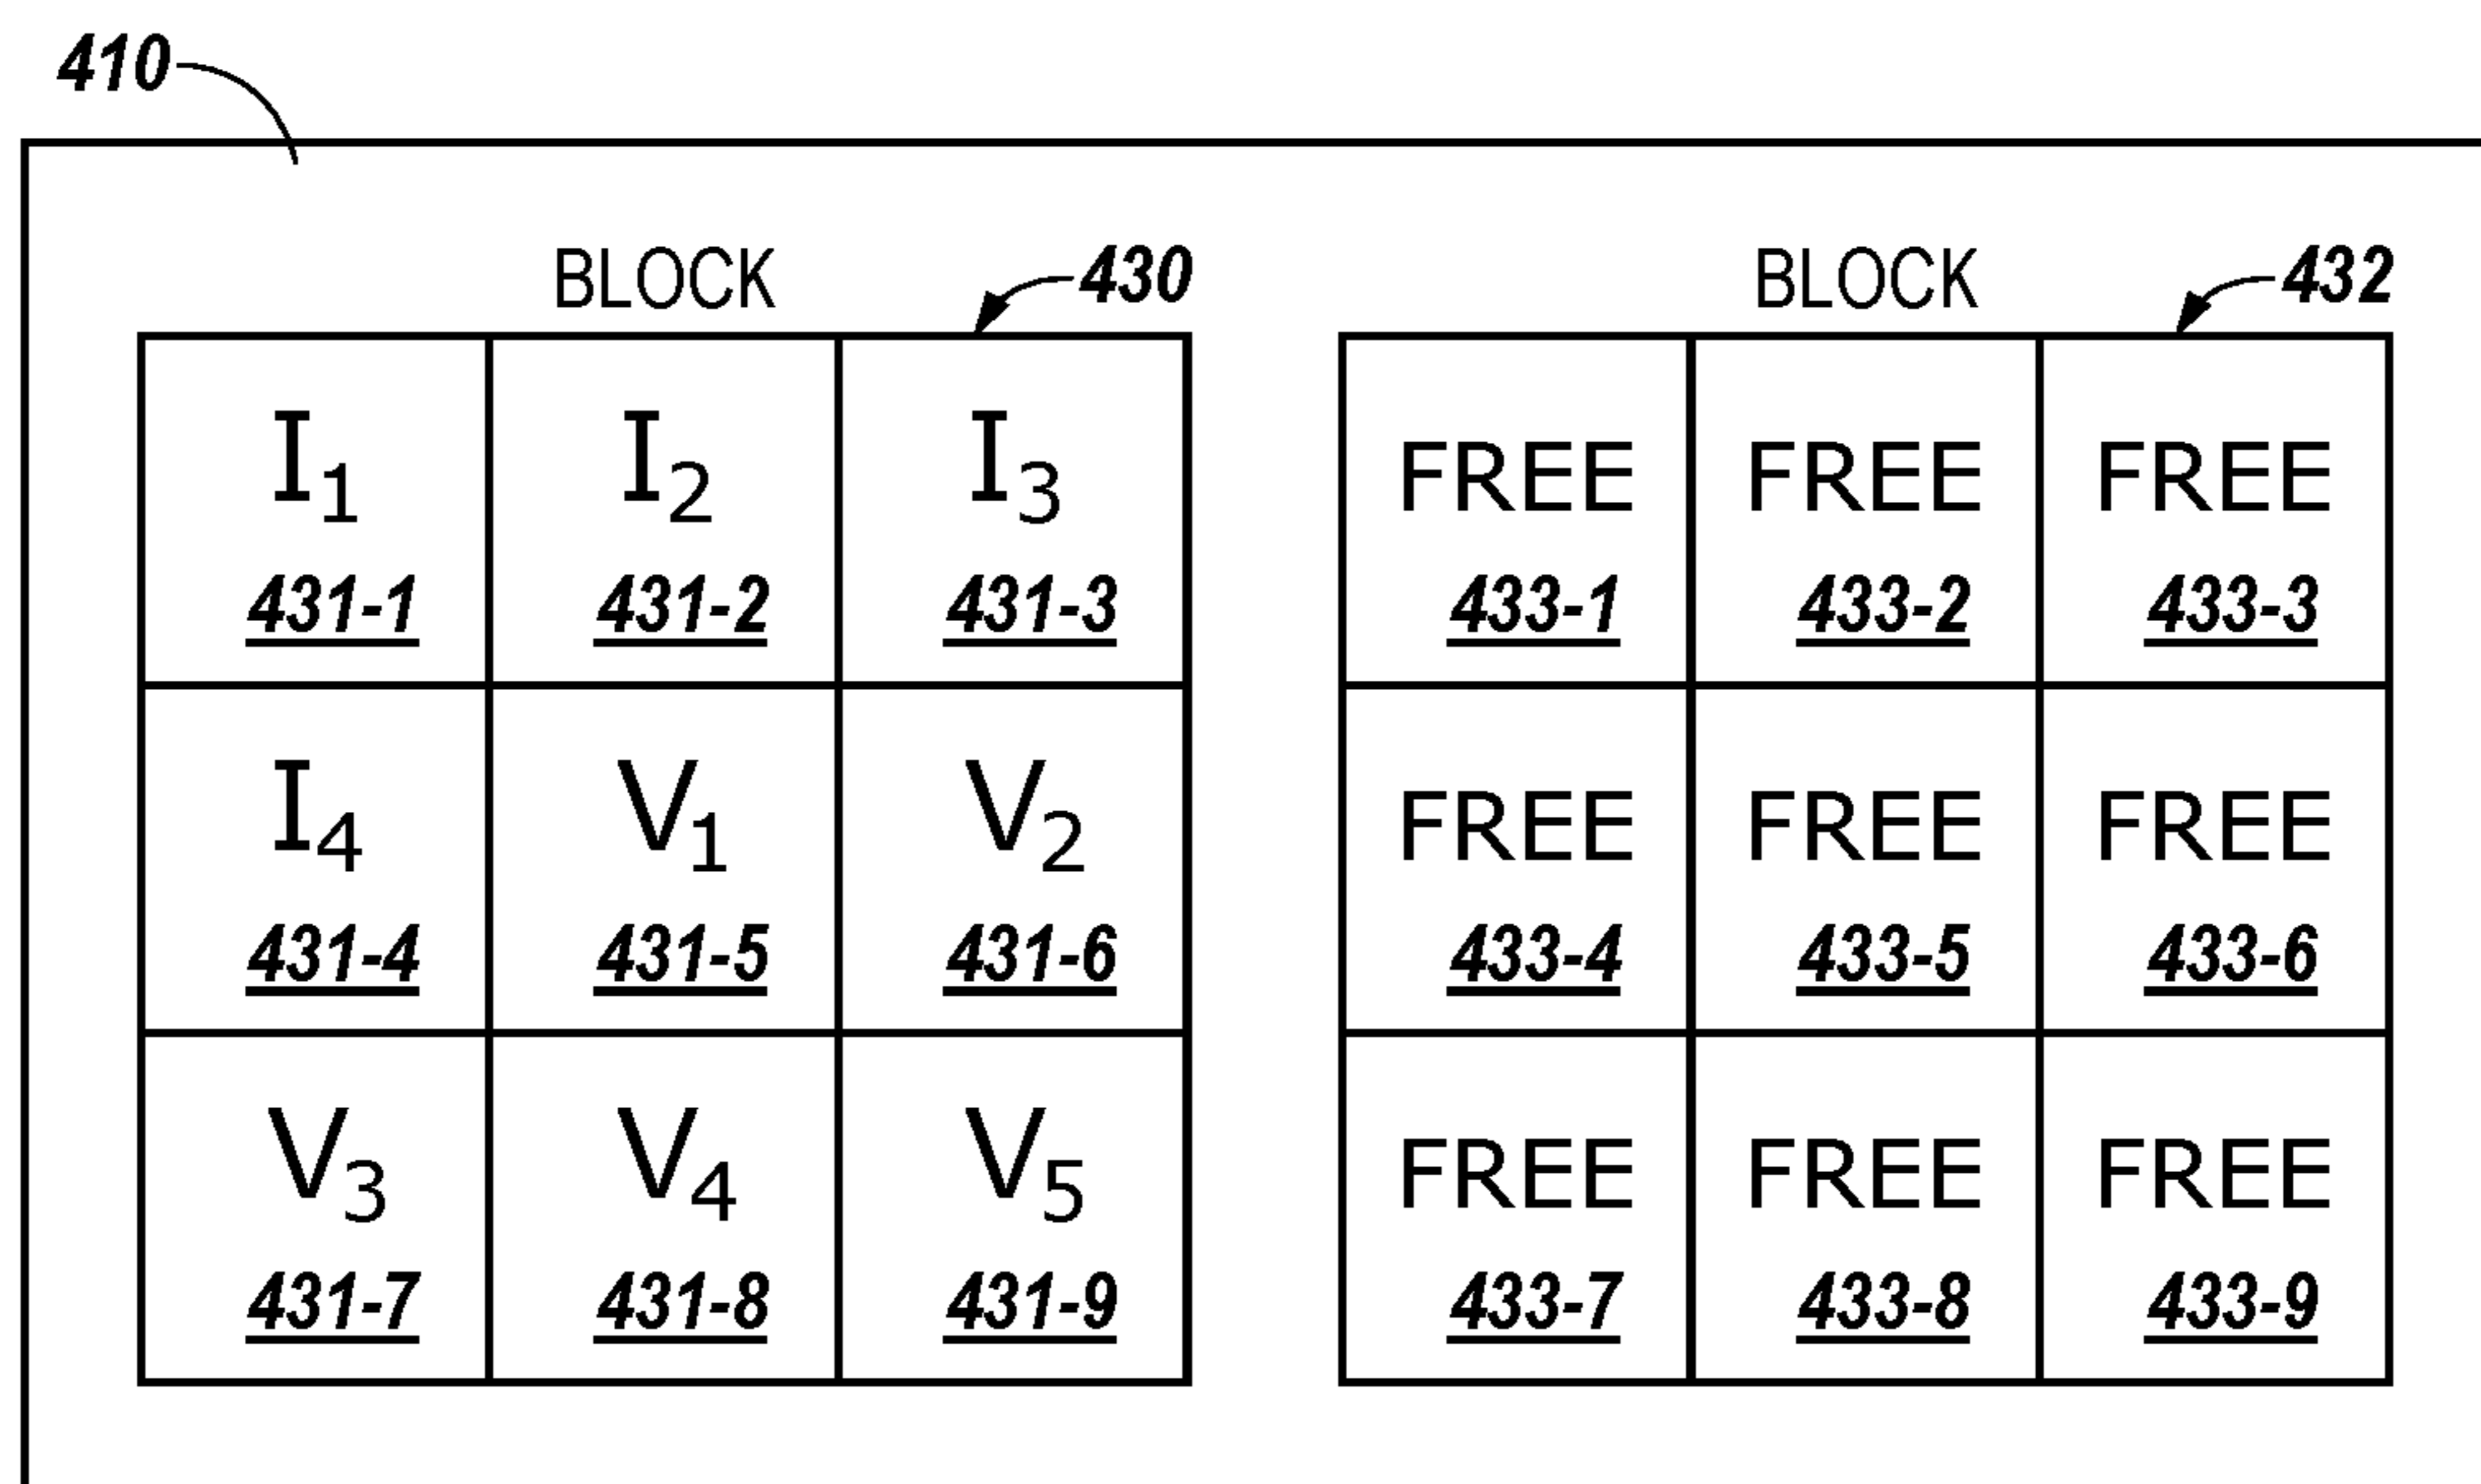 410
BLOCK 430 BLOCK 432
I1 I2 I3 FREE FREE FREE
431-1 431-2 431-3 433-1 433-2 433-3
I4 V1 V2 FREE FREE FREE
431-4 431-5 431-6 433-4 433-5 433-6
V3 V4 V5 FREE FREE FREE
431-7 431-8 431-9 433-7 433-8 433-9